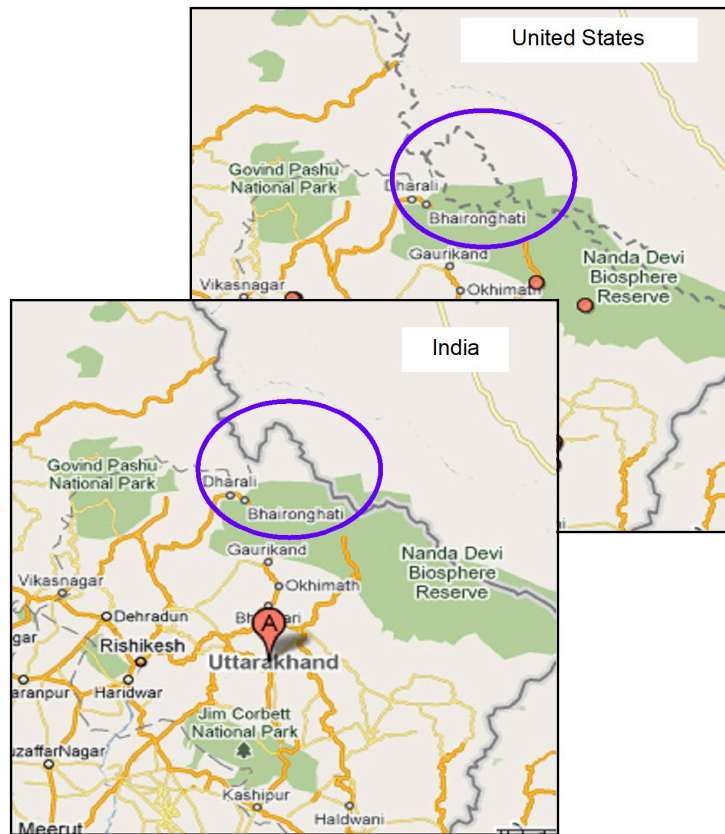 United States
Govind Pashu
National Park
Dharali
Bhaironghati
Gaurikand
Nanda Devi
Biosphere
Reserve
Vikasnagar
Okhimath
India
Govind Pashu
National Park
Dharali
Bhaironghati
Gaurikand
Nanda Devi
Biosphere
Reserve
Okhimath
Vikasnagar
Dehradun
A
Rishikesh
Uttarakhand
Haridwar
aranpur
Jim Corbett
National Park
uzaffarNagar
Kashipur
Haldwani
Meerut